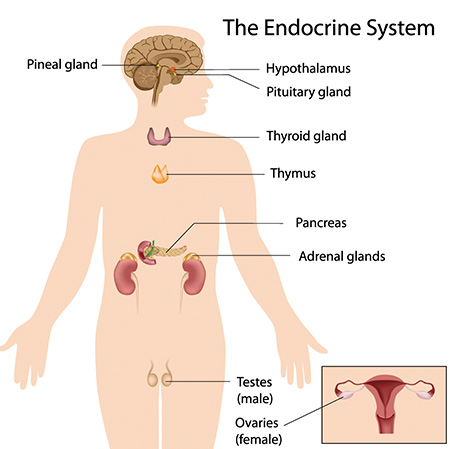 The Endocrine System
Pineal gland
Hypothalamus
Pituitary gland
Thyroid gland
Thymus
Pancreas
Adrenal glands
Testes
(male)
Ovaries
(female)